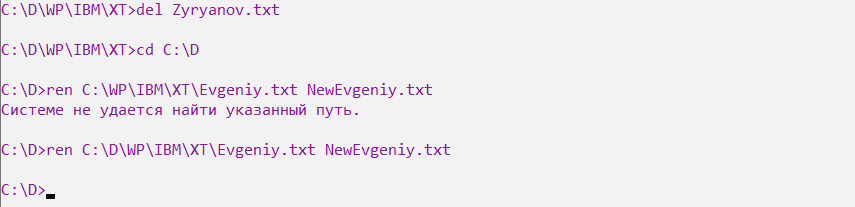 C:\D\WP\IBM\XT>del Zyryanov.txt
C:\D\WP\IBM\XT>cd C:\D
C:\D>ren C:\WP\IBM\XT\Evgeniy.txt NewEvgeniy.txt
Системе не удается найти указанный путь.
C:\D>ren C:\D\WP\IBM\XT\Evgeniy.txt NewEvgeniy.txt
C:\D>